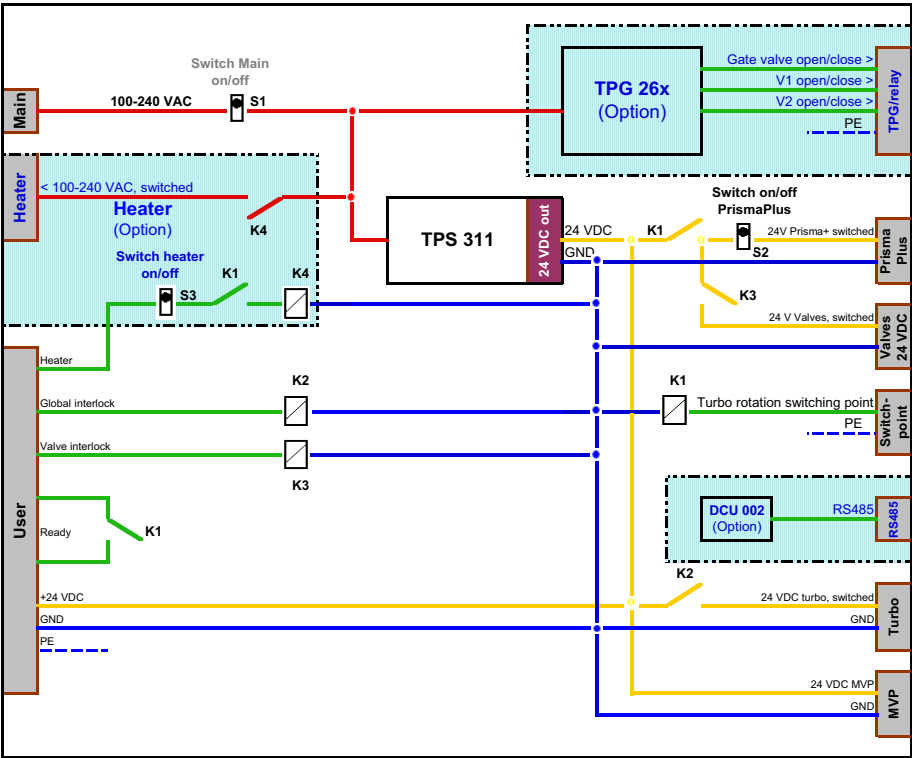 Switch Main
on/off
100-240 VAC
S1
Main
TPG 26x
(Option)
Gate valve open/close >
V1 open/close >
V2 open/close >
PE
TPG/relay
Heater
< 100-240 VAC, switched
Heater
(Option)
K4
Switch heater
on/off
S3
K1
K4
TPS 311
24 VDC out
24 VDC
GND
K1
Switch on/off
PrismaPlus
S2
24V Prisma+ switched
Prisma
Plus
K3
24 V Valves, switched
Valves
24 VDC
User
Heater
Global interlock
K2
K1
Turbo rotation switching point
PE
Switch-
point
Valve interlock
K3
Ready
K1
DCU 002
(Option)
RS485
RS485
+24 VDC
GND
PE
K2
24 VDC turbo, switched
GND
Turbo
24 VDC MVP
GND
MVP